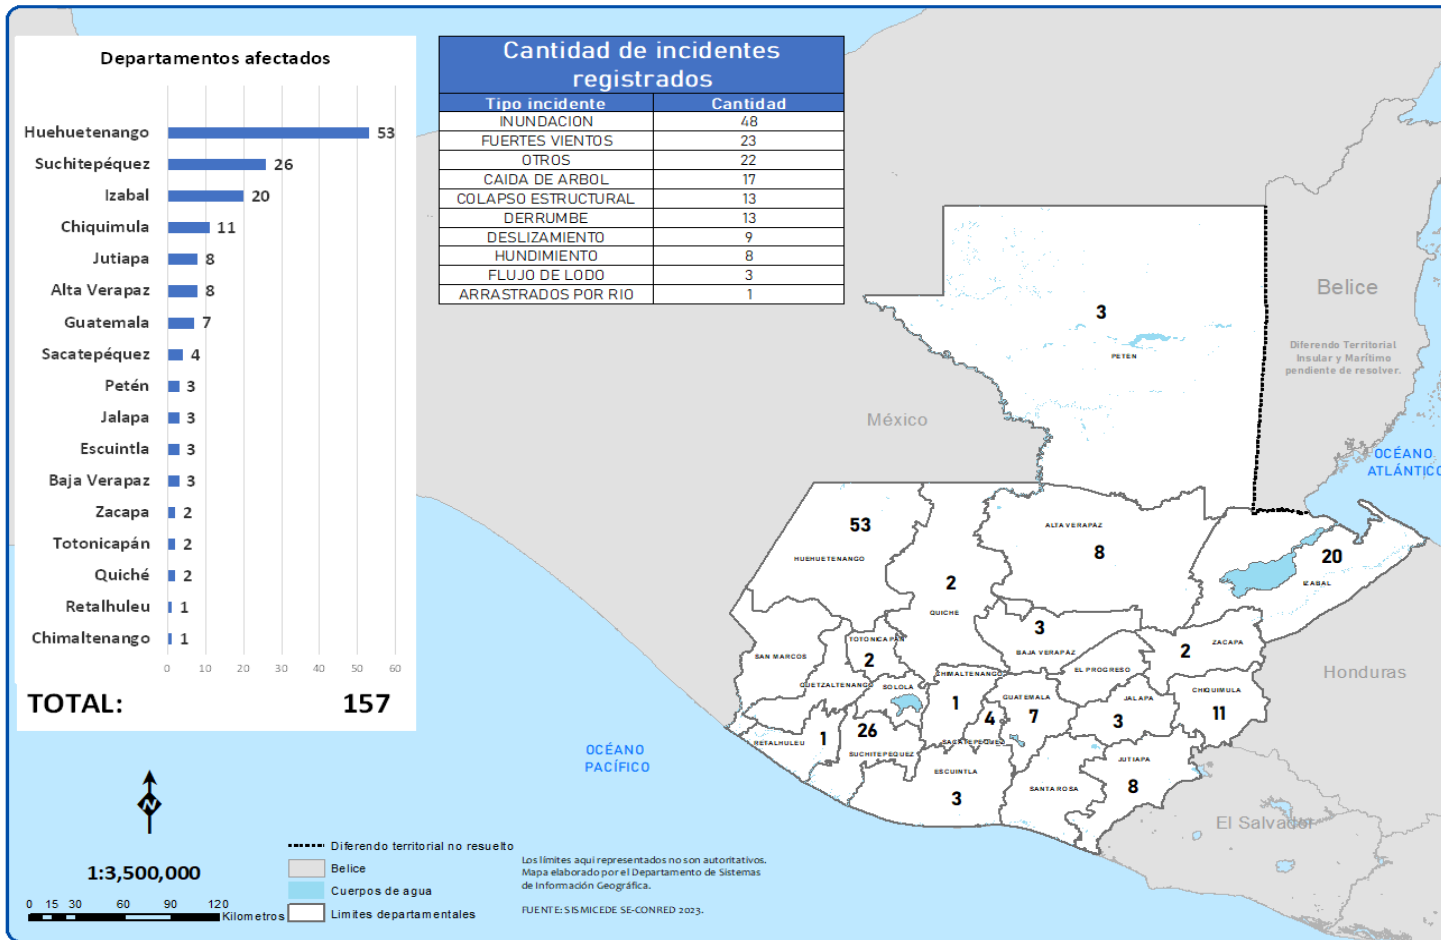 Departamentos afectados
Huehuetenango 53
Suchitepéquez 26
Izabal 20
Chiquimula 11
Jutiapa 8
Alta Verapaz 8
Guatemala 7
Sacatepéquez 4
Petén 3
Jalapa 3
Escuintla 3
Baja Verapaz 3
Zacapa 2
Totonicapán 2
Quiché 2
Retalhuleu 1
Chimaltenango 1
0 10 20 30 40 50 60
TOTAL: 157
Cantidad de incidentes
registrados
Tipo incidente Cantidad
INUNDACION 48
FUERTES VIENTOS 23
OTROS 22
CAIDA DE ARBOL 17
COLAPSO ESTRUCTURAL 13
DERRUMBE 13
DESLIZAMIENTO 9
HUNDIMIENTO 8
FLUJO DE LODO 3
ARRASTRADOS POR RIO 1
Belice
3
PETÉN
Diferendo Territorial
Insular y Marítimo
pendiente de resolver.
México
OCÉANO
ATLÁNTICO
53
HUEHUETENANGO
ALTA VERAPAZ
8
20
IZABAL
2
QUICHÉ
3
BAJA VERAPAZ
TOTONICAPÁN
2
SAN MARCOS
EL PROGRESO
2
ZACAPA
Honduras
QUETZALTENANGO
SOLOLA
CHIMALTENANGO
1
GUATEMALA
7
JALAPA
3
CHIQUIMULA
11
4
SACATEPEQUEZ
RETALHULEU
1
26
SUCHITEPEQUEZ
OCÉANO
PACÍFICO
ESCUINTLA
3
SANTA ROSA
JUTIAPA
8
El Salvador
N
1:3,500,000
0 15 30 60 90 120
Kilometros
Diferendo territorial no resuelto
Belice
Cuerpos de agua
Limites departamentales
Los límites aquí representados no son autoritativos.
Mapa elaborado por el Departamento de Sistemas
de Información Geográfica.
FUENTE: SISMICEDE SE-CONRED 2023.